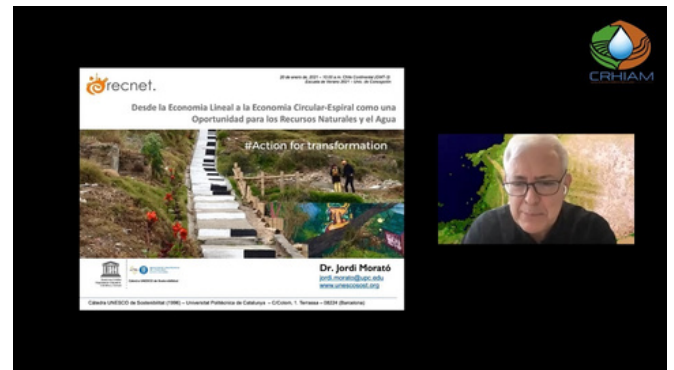 recnet.
20 de enero de, 2021 – 10:00 a.m. Chile Continental (GMT-3)
Escuela de Verano 2021 – Univ. de Concepción
Desde la Economía Lineal a la Economía Circular-Espiral como una
Oportunidad para los Recursos Naturales y el Agua
#Action for transformation
Dr. Jordi Morató
jordi.morato@upc.edu
www.unescosost.org
Cátedra UNESCO de Sostenibilitat (1996) – Universitat Politècnica de Catalunya – C/Colom, 1. Terrassa – 08224 (Barcelona)
CRHIAM